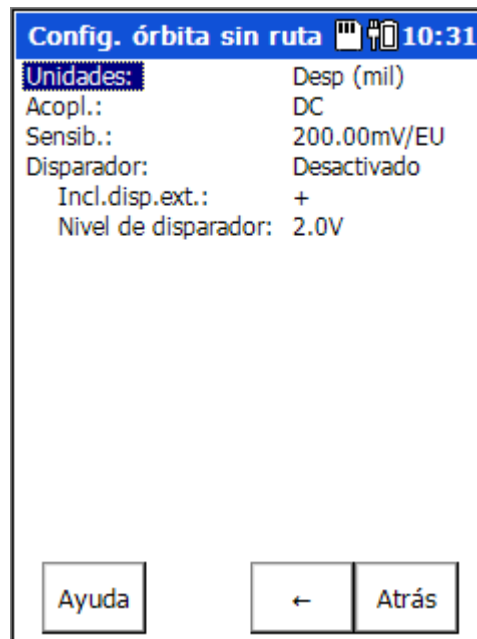 Config. órbita sin ruta 10:31
Unidades: Desp (mil)
Acopl.: DC
Sensib.: 200.00mV/EU
Disparador: Desactivado
Incl.disp.ext.: +
Nivel de disparador: 2.0V
Ayuda ← Atrás